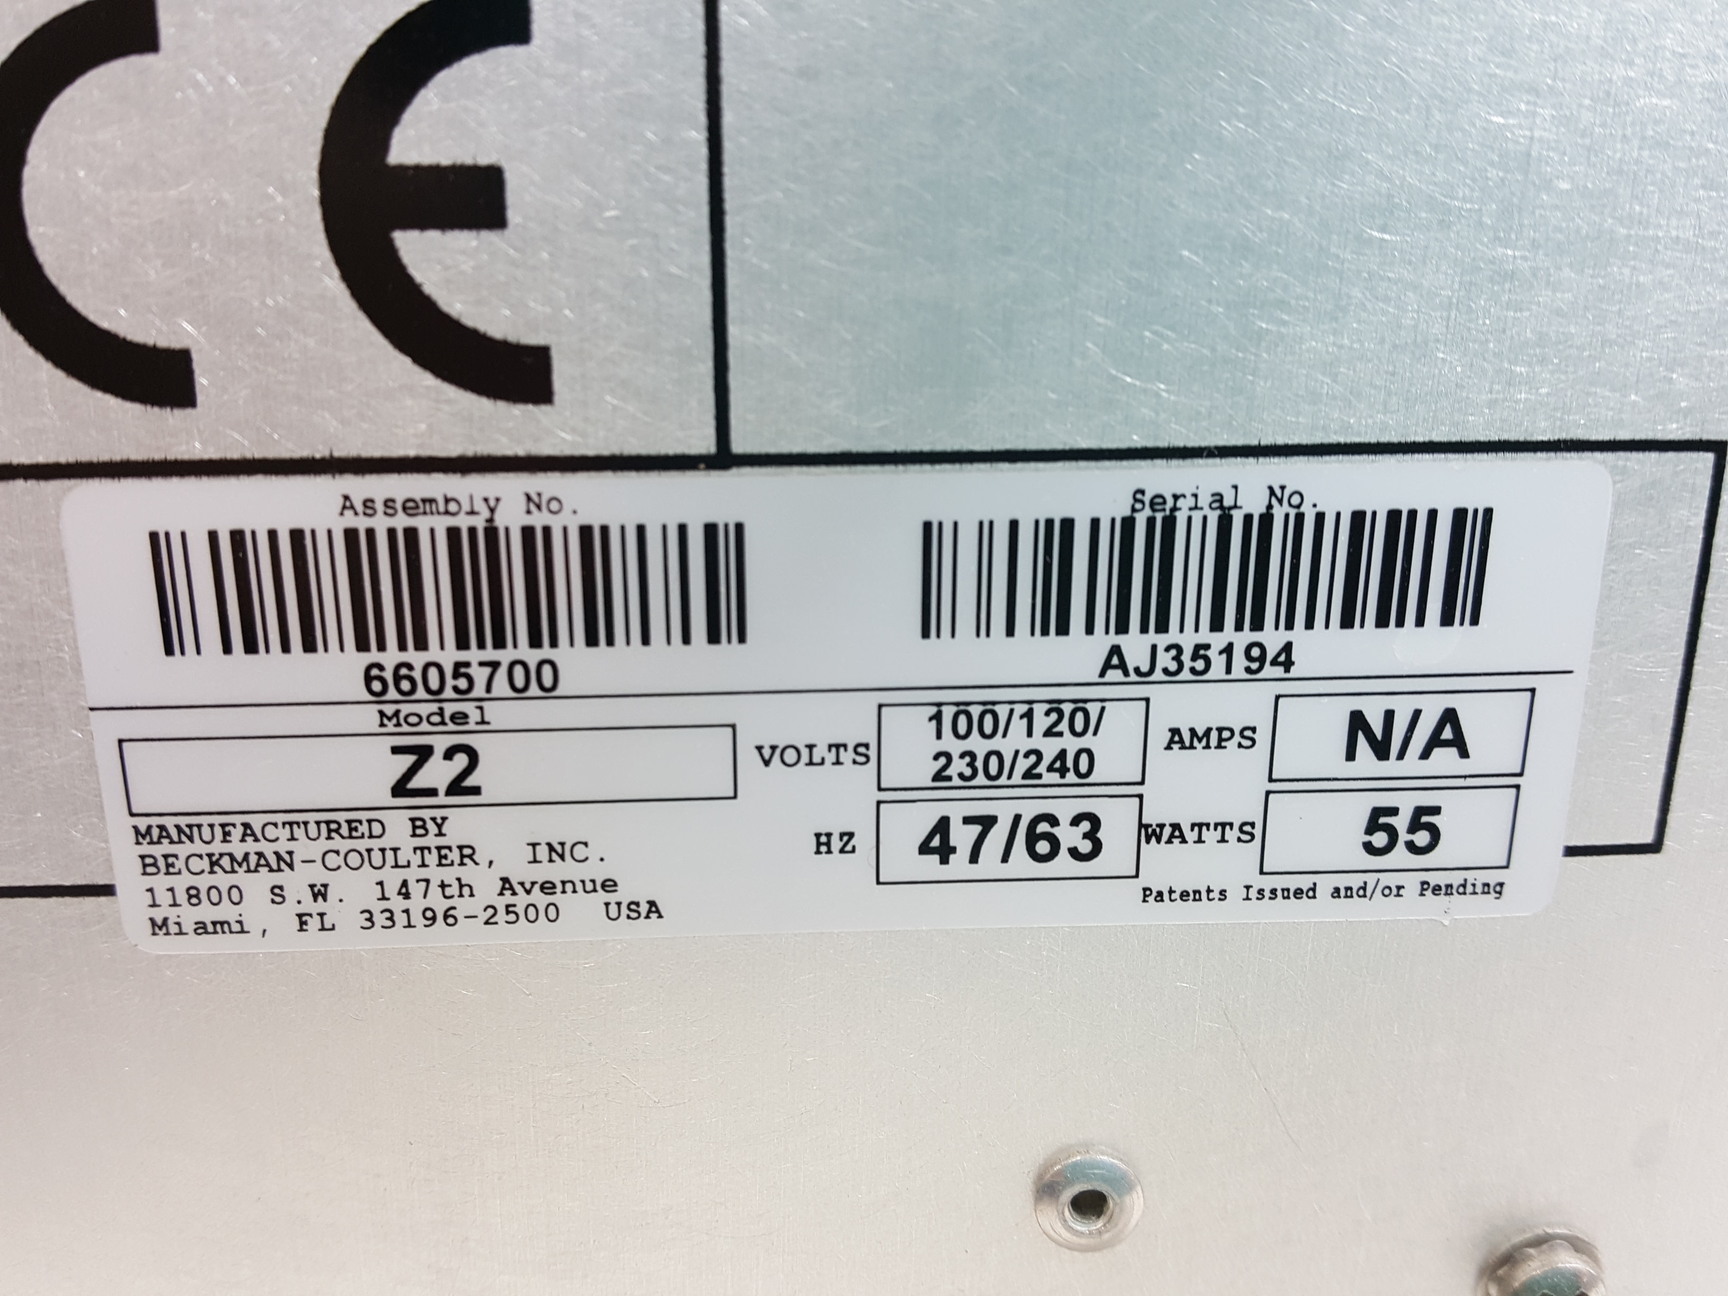 CE
Assembly No.
6605700
Serial No.
AJ35194
Model
Z2
MANUFACTURED BY
BECKMAN-COULTER, INC.
11800 S.W. 147th Avenue
Miami, FL 33196-2500 USA
VOLTS
100/120/
230/240
AMPS
N/A
HZ
47/63
WATTS
55
Patents Issued and/or Pending